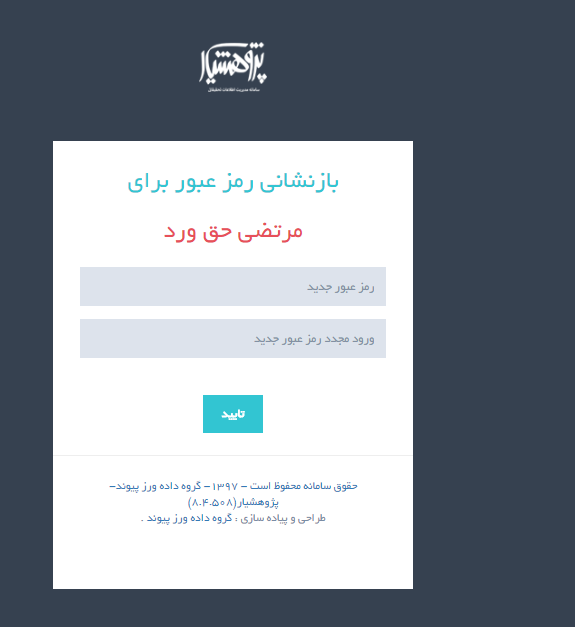 پژوهشیار
سامانه مدیریت اطلاعات تحقیقاتی
بازنشانی رمز عبور برای
مرتضی حق ورد
رمز عبور جدید
ورود مجدد رمز عبور جدید
تایید
حقوق سامانه محفوظ است - ۱۳۹۷- گروه داده ورز پیوند-
پژوهشیار(۸.۴.۵۰۸)
طراحی و پیاده سازی : گروه داده ورز پیوند .